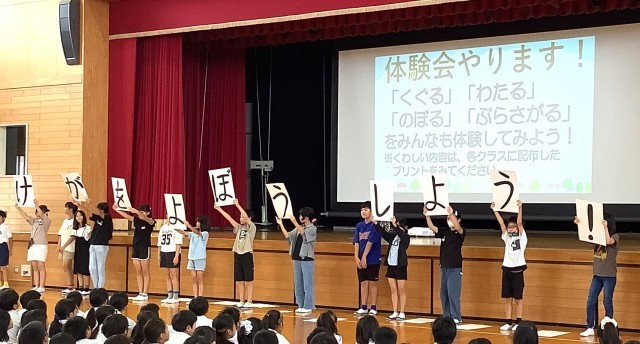 体験会やります！
「くぐる」「わたる」
「のぼる」「ぶらさがる」
をみんなも体験してみよう！
※くわしい内容は、各クラスに配布した
プリントをみてください。
けがをよぼうしよう！
35